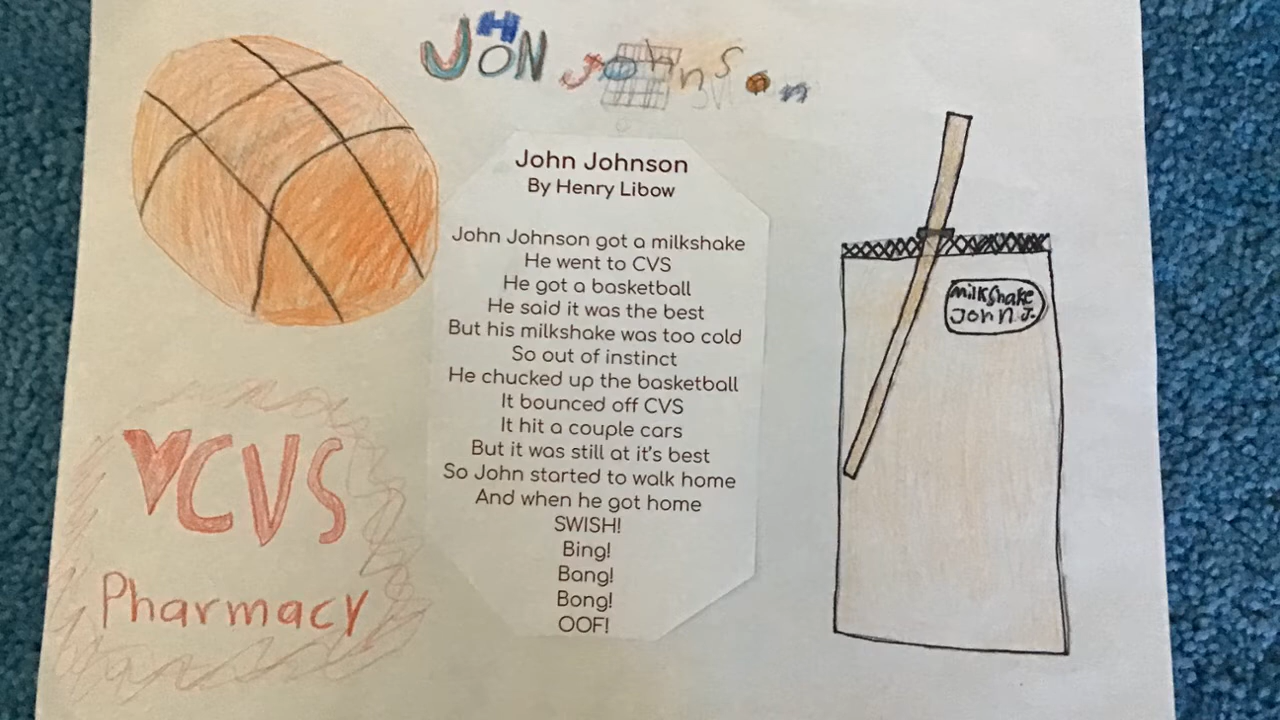 JOHN Johnson
John Johnson
By Henry Libow
John Johnson got a milkshake
He went to CVS
He got a basketball
He said it was the best
But his milkshake was too cold
So out of instinct
He chucked up the basketball
It bounced off CVS
It hit a couple cars
But it was still at it's best
So John started to walk home
And when he got home
SWISH!
Bing!
Bang!
Bong!
OOF!
CVS
Pharmacy
Milkshake
John J.